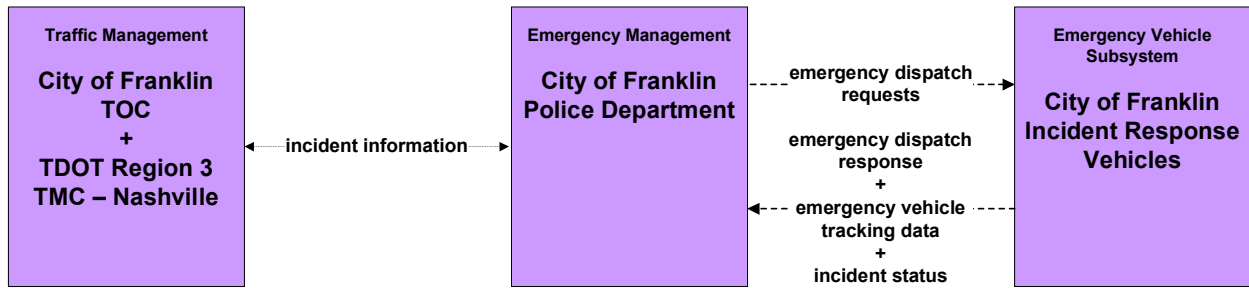 Traffic Management
City of Franklin
TOC
+
TDOT Region 3
TMC – Nashville
incident information
Emergency Management
City of Franklin
Police Department
emergency dispatch
requests
emergency dispatch
response
+
emergency vehicle
tracking data
+
incident status
Emergency Vehicle
Subsystem
City of Franklin
Incident Response
Vehicles